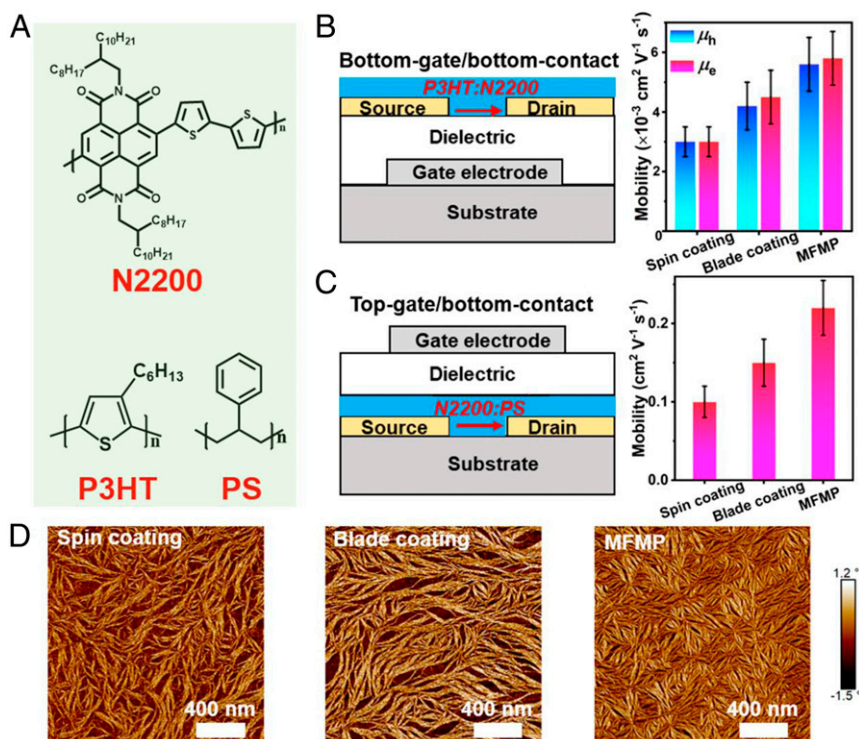 A
C₁₀H₂₁
C₈H₁₇
O
N
O
S
S
n
O
N
O
C₈H₁₇
C₁₀H₂₁
N2200
C₆H₁₃
S
n
n
P3HT
PS
B
Bottom-gate/bottom-contact
P3HT:N2200
Source
Drain
Dielectric
Gate electrode
Substrate
Mobility (×10⁻³ cm² V⁻¹ s⁻¹)
μh
μe
6
3
0
Spin coating
Blade coating
MFMP
C
Top-gate/bottom-contact
Gate electrode
Dielectric
N2200:PS
Source
Drain
Substrate
Mobility (cm² V⁻¹ s⁻¹)
0.2
0.1
0.0
Spin coating
Blade coating
MFMP
D
Spin coating
400 nm
Blade coating
400 nm
MFMP
400 nm
1.2 °
-1.5 °